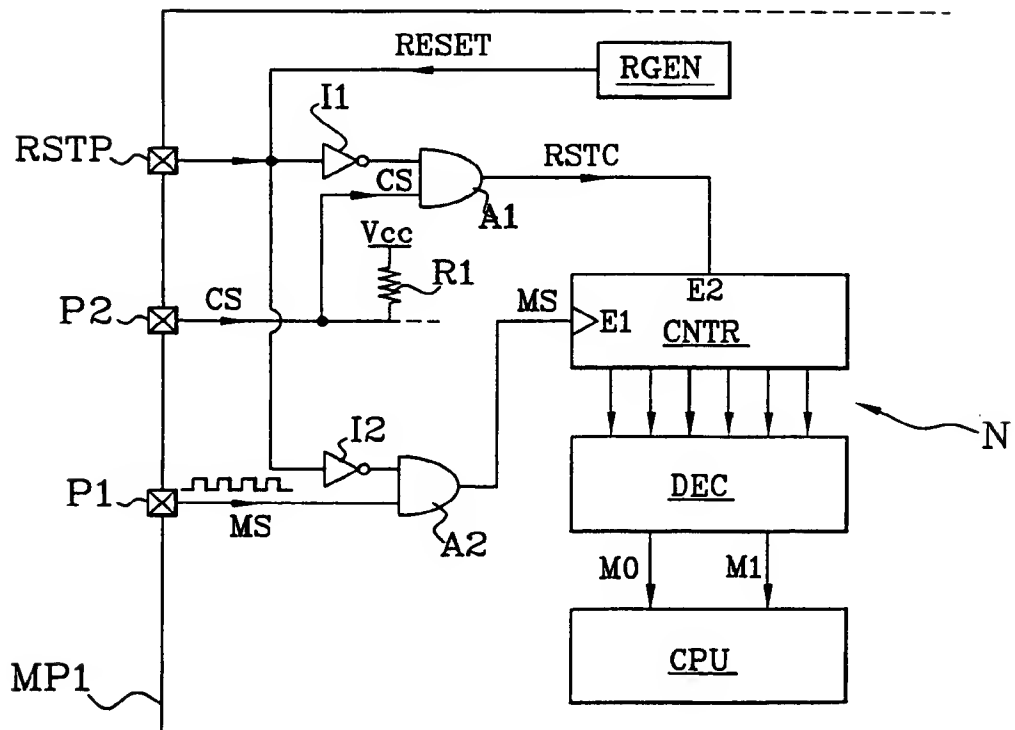 RESET
RGEN
I1
RSTP
RSTC
CS
A1
Vcc
R1
P2
CS
E2
MS
E1
CNTR
N
I2
P1
MS
A2
DEC
M0
M1
MP1
CPU